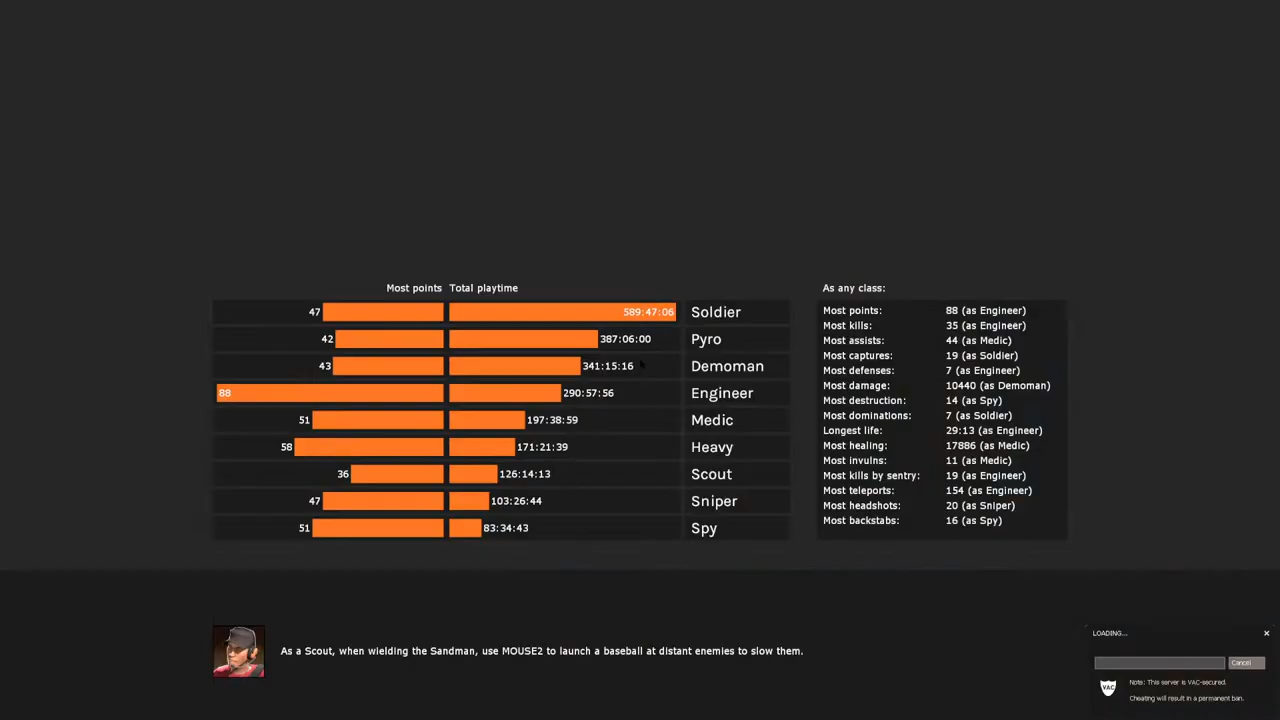 Most points Total playtime
47 589:47:06 Soldier
42 387:06:00 Pyro
43 341:15:16 Demoman
88 290:57:56 Engineer
51 197:38:59 Medic
58 171:21:39 Heavy
36 126:14:13 Scout
47 103:26:44 Sniper
51 83:34:43 Spy
As any class:
Most points: 88 (as Engineer)
Most kills: 35 (as Engineer)
Most assists: 44 (as Medic)
Most captures: 19 (as Soldier)
Most defenses: 7 (as Engineer)
Most damage: 10440 (as Demoman)
Most destruction: 14 (as Spy)
Most dominations: 7 (as Soldier)
Longest life: 29:13 (as Engineer)
Most healing: 17886 (as Medic)
Most invulns: 11 (as Medic)
Most kills by sentry: 19 (as Engineer)
Most teleports: 154 (as Engineer)
Most headshots: 20 (as Sniper)
Most backstabs: 16 (as Spy)
As a Scout, when wielding the Sandman, use MOUSE2 to launch a baseball at distant enemies to slow them.
LOADING...
Cancel
VAC
Note: This server is VAC-secured.
Cheating will result in a permanent ban.